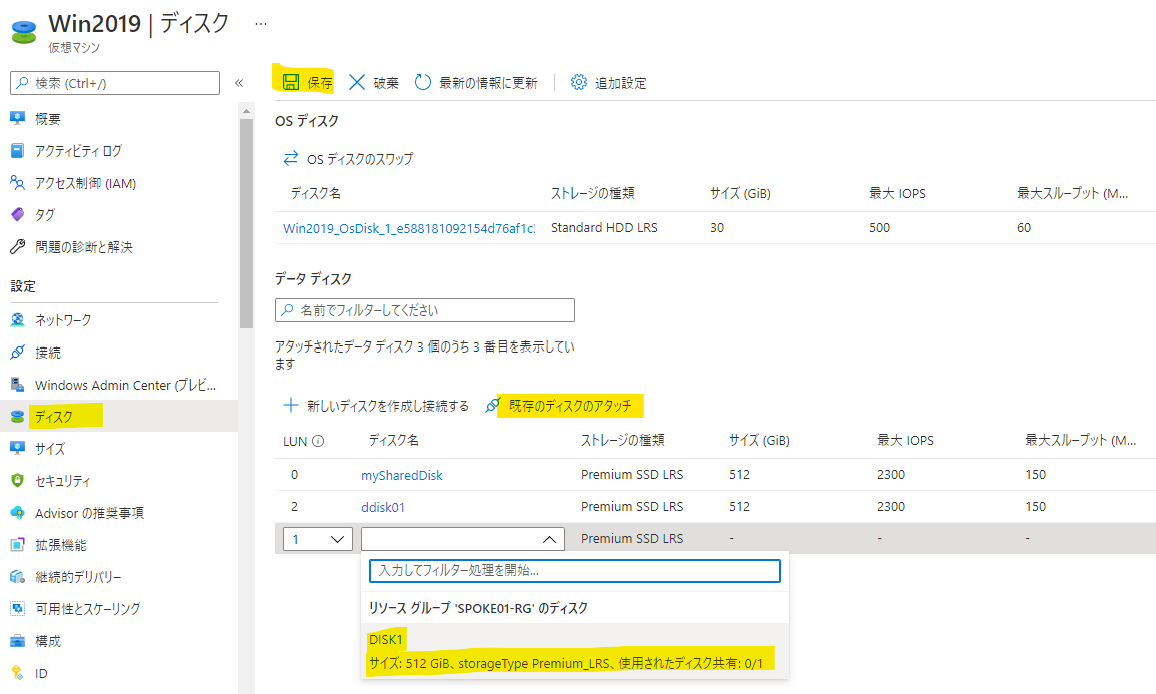 Win2019 | ディスク ...
仮想マシン
検索 (Ctrl+/)
«
概要
アクティビティ ログ
アクセス制御 (IAM)
タグ
問題の診断と解決
設定
ネットワーク
接続
Windows Admin Center (プレビ...
ディスク
サイズ
セキュリティ
Advisor の推奨事項
拡張機能
継続的デリバリー
可用性とスケーリング
構成
ID
保存 破棄 最新の情報に更新 追加設定
OS ディスク
OS ディスクのスワップ
ディスク名 ストレージの種類 サイズ (GiB) 最大 IOPS 最大スループット (M...
Win2019_OsDisk_1_e588181092154d76af1c Standard HDD LRS 30 500 60
データ ディスク
名前でフィルターしてください
アタッチされたデータ ディスク 3 個のうち 3 番目を表示してい
ます
新しいディスクを作成し接続する 既存のディスクのアタッチ
LUN ディスク名 ストレージの種類 サイズ (GiB) 最大 IOPS 最大スループット (M...
0 mySharedDisk Premium SSD LRS 512 2300 150
2 ddisk01 Premium SSD LRS 512 2300 150
1 Premium SSD LRS - - -
入力してフィルター処理を開始...
リソース グループ 'SPOKE01-RG' のディスク
DISK1
サイズ: 512 GiB、storageType Premium_LRS、使用されたディスク共有: 0/1